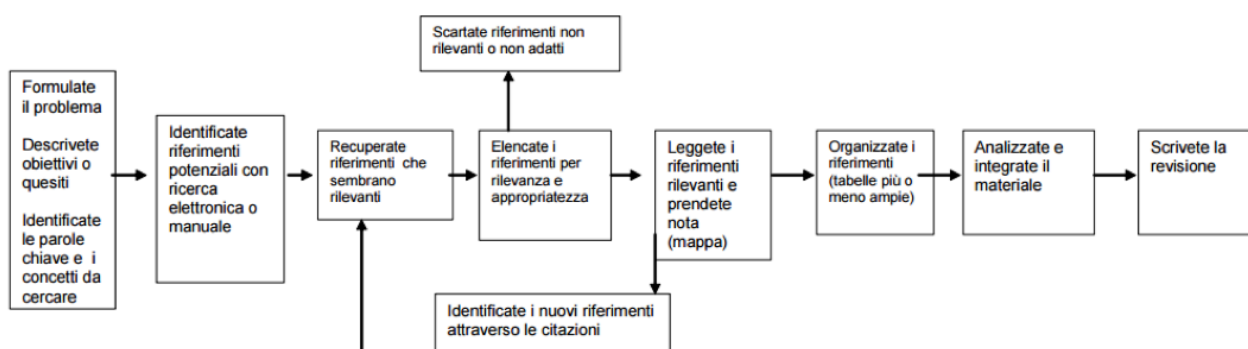 Scartate riferimenti non
rilevanti o non adatti
Formulate
il problema
Descrivete
obiettivi o
quesiti
Identificate
le parole
chiave e i
concetti da
cercare
Identificate
riferimenti
potenziali con
ricerca
elettronica o
manuale
Recuperate
riferimenti che
sembrano
rilevanti
Elencate i
riferimenti per
rilevanza e
appropriatezza
Leggete i
riferimenti
rilevanti e
prendete
nota
(mappa)
Organizzate i
riferimenti
(tabelle più o
meno ampie)
Analizzate e
integrate il
materiale
Scrivete la
revisione
Identificate i nuovi riferimenti
attraverso le citazioni